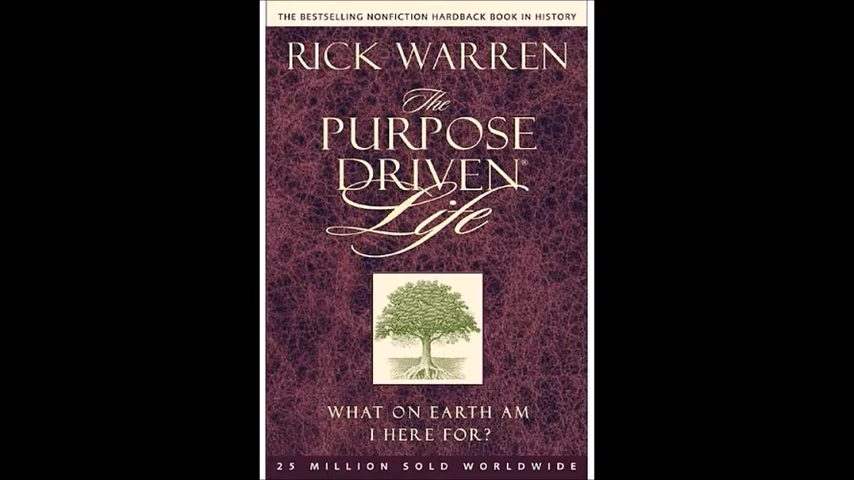 THE BESTSELLING NONFICTION HARDBACK BOOK IN HISTORY
RICK WARREN
The
PURPOSE
DRIVEN®
Life
WHAT ON EARTH AM
I HERE FOR?
25 MILLION SOLD WORLDWIDE